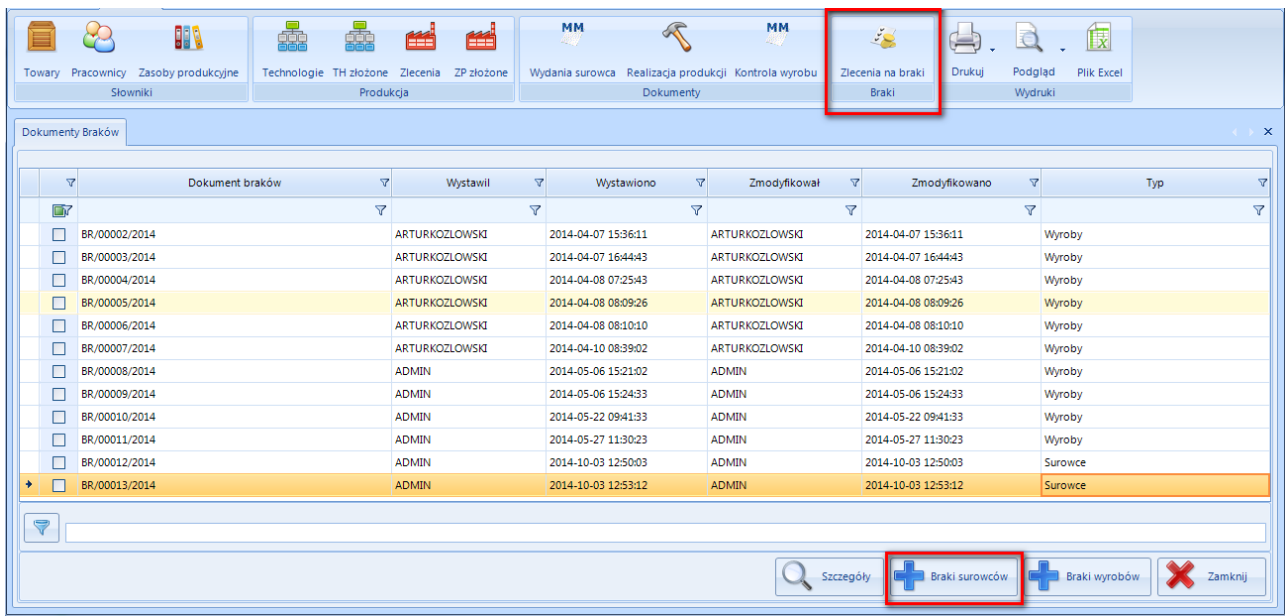 MM MM
Towary Pracownicy Zasoby produkcyjne Technologie TH złożone Zlecenia ZP złożone Wydania surowca Realizacja produkcji Kontrola wyrobu Zlecenia na braki Drukuj Podgląd Plik Excel
Słowniki Produkcja Dokumenty Braki Wydruki
Dokumenty Braków
Dokument braków Wystawił Wystawiono Zmodyfikował Zmodyfikowano Typ
BR/00002/2014 ARTURKOZLOWSKI 2014-04-07 15:36:11 ARTURKOZLOWSKI 2014-04-07 15:36:11 Wyroby
BR/00003/2014 ARTURKOZLOWSKI 2014-04-07 16:44:43 ARTURKOZLOWSKI 2014-04-07 16:44:43 Wyroby
BR/00004/2014 ARTURKOZLOWSKI 2014-04-08 07:25:43 ARTURKOZLOWSKI 2014-04-08 07:25:43 Wyroby
BR/00005/2014 ARTURKOZLOWSKI 2014-04-08 08:09:26 ARTURKOZLOWSKI 2014-04-08 08:09:26 Wyroby
BR/00006/2014 ARTURKOZLOWSKI 2014-04-08 08:10:10 ARTURKOZLOWSKI 2014-04-08 08:10:10 Wyroby
BR/00007/2014 ARTURKOZLOWSKI 2014-04-10 08:39:02 ARTURKOZLOWSKI 2014-04-10 08:39:02 Wyroby
BR/00008/2014 ADMIN 2014-05-06 15:21:02 ADMIN 2014-05-06 15:21:02 Wyroby
BR/00009/2014 ADMIN 2014-05-06 15:24:33 ADMIN 2014-05-06 15:24:33 Wyroby
BR/00010/2014 ADMIN 2014-05-22 09:41:33 ADMIN 2014-05-22 09:41:33 Wyroby
BR/00011/2014 ADMIN 2014-05-27 11:30:23 ADMIN 2014-05-27 11:30:23 Wyroby
BR/00012/2014 ADMIN 2014-10-03 12:50:03 ADMIN 2014-10-03 12:50:03 Surowce
BR/00013/2014 ADMIN 2014-10-03 12:53:12 ADMIN 2014-10-03 12:53:12 Surowce
Szczegóły Braki surowców Braki wyrobów Zamknij